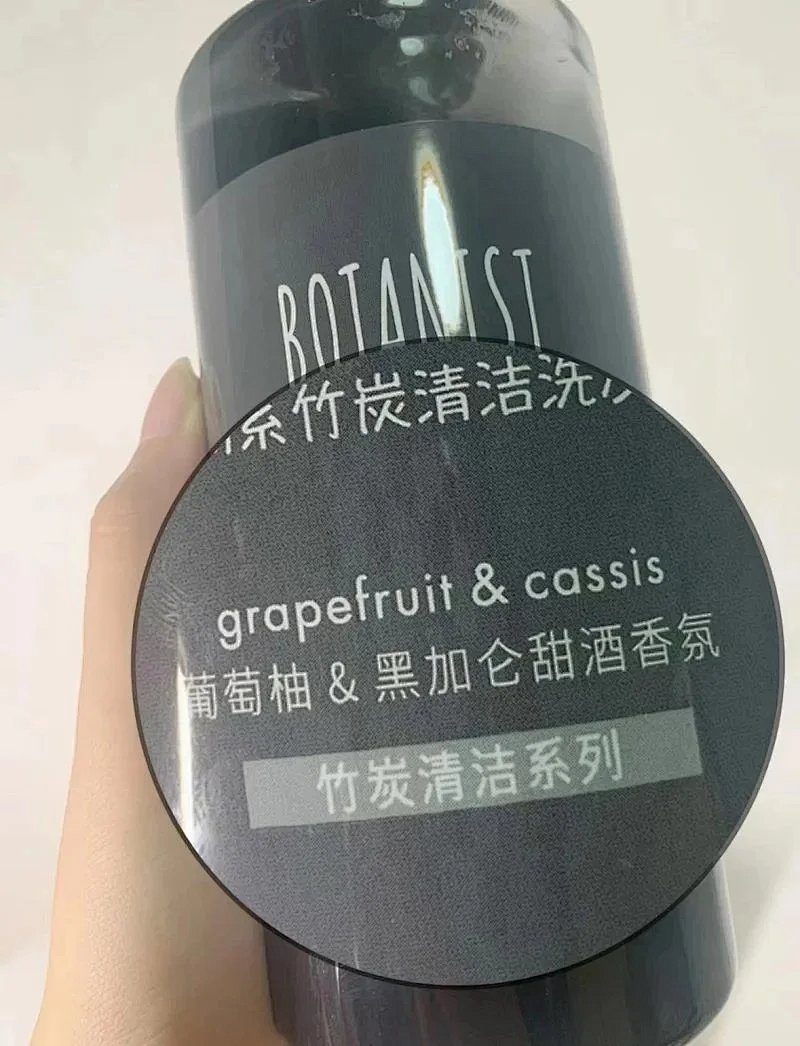 BOTANIST
系竹炭清洁洗
grapefruit & cassis
葡萄柚 & 黑加仑甜酒香氛
竹炭清洁系列